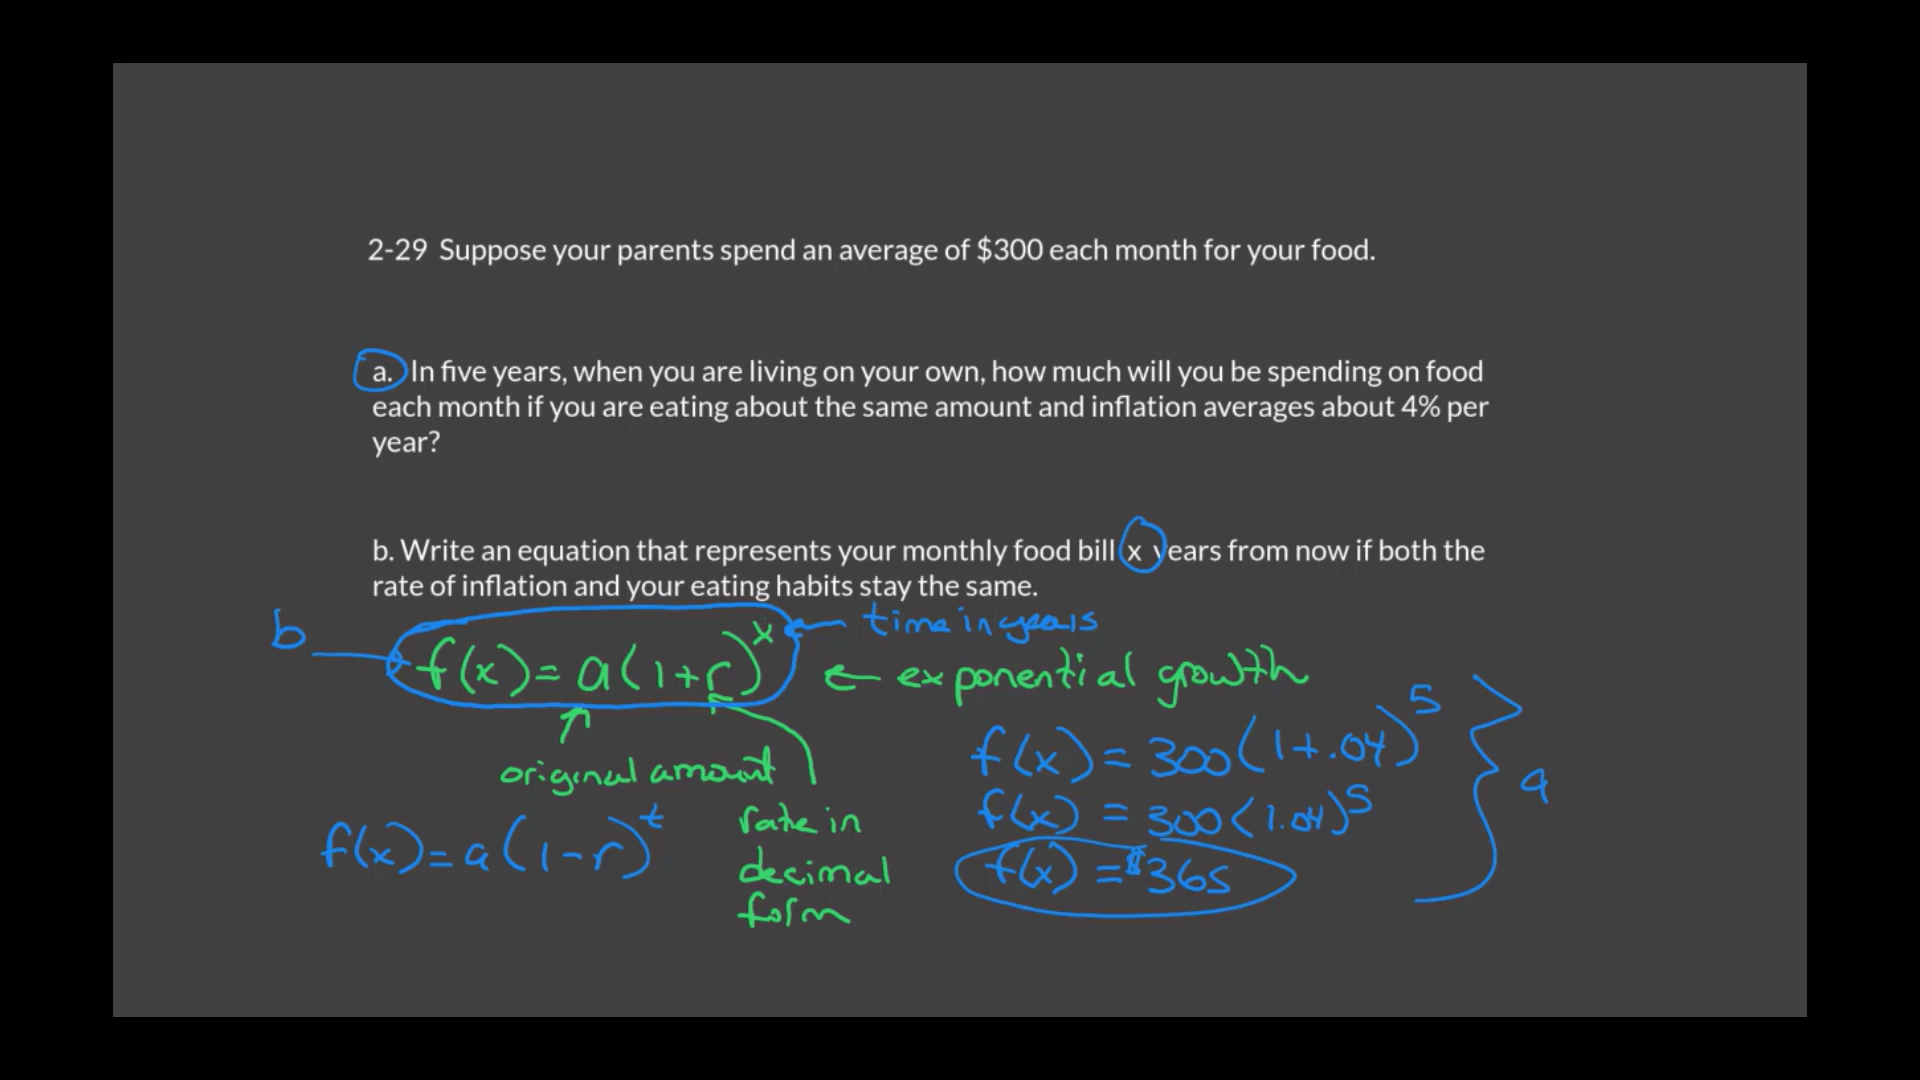 2-29 Suppose your parents spend an average of $300 each month for your food.
a. In five years, when you are living on your own, how much will you be spending on food
each month if you are eating about the same amount and inflation averages about 4% per
year?
b. Write an equation that represents your monthly food bill x years from now if both the
rate of inflation and your eating habits stay the same.
b
f(x) = a(1+r)^x
← time in years
← exponential growth
original amount
rate in
decimal
form
f(x) = a(1-r)^t
f(x) = 300(1+.04)^5
f(x) = 300(1.04)^5
f(x) = $365
a